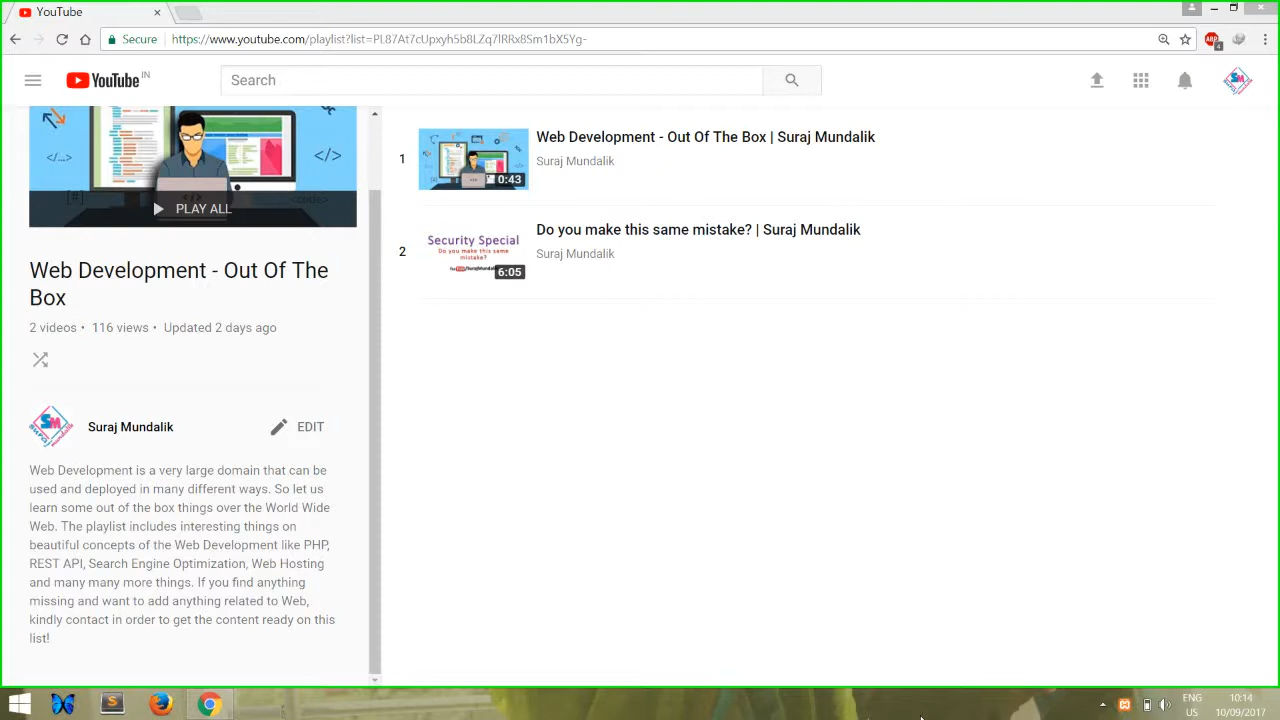 YouTube
Secure
https://www.youtube.com/playlist?list=PL87At7cUpxyh5b8LZq7lRRx8Sm1bX5Yg-
ABP
4
YouTube IN
Search
SM
</...>
</>
PLAY ALL
Web Development - Out Of The
Box
2 videos • 116 views • Updated 2 days ago
SM
Suraj Mundalik
EDIT
Web Development is a very large domain that can be
used and deployed in many different ways. So let us
learn some out of the box things over the World Wide
Web. The playlist includes interesting things on
beautiful concepts of the Web Development like PHP,
REST API, Search Engine Optimization, Web Hosting
and many many more things. If you find anything
missing and want to add anything related to Web,
kindly contact in order to get the content ready on this
list!
1
0:43
Web Development - Out Of The Box | Suraj Mundalik
Suraj Mundalik
2
Security Special
Do you make this same
mistake?
6:05
Do you make this same mistake? | Suraj Mundalik
Suraj Mundalik
ENG
US
10:14
10/09/2017